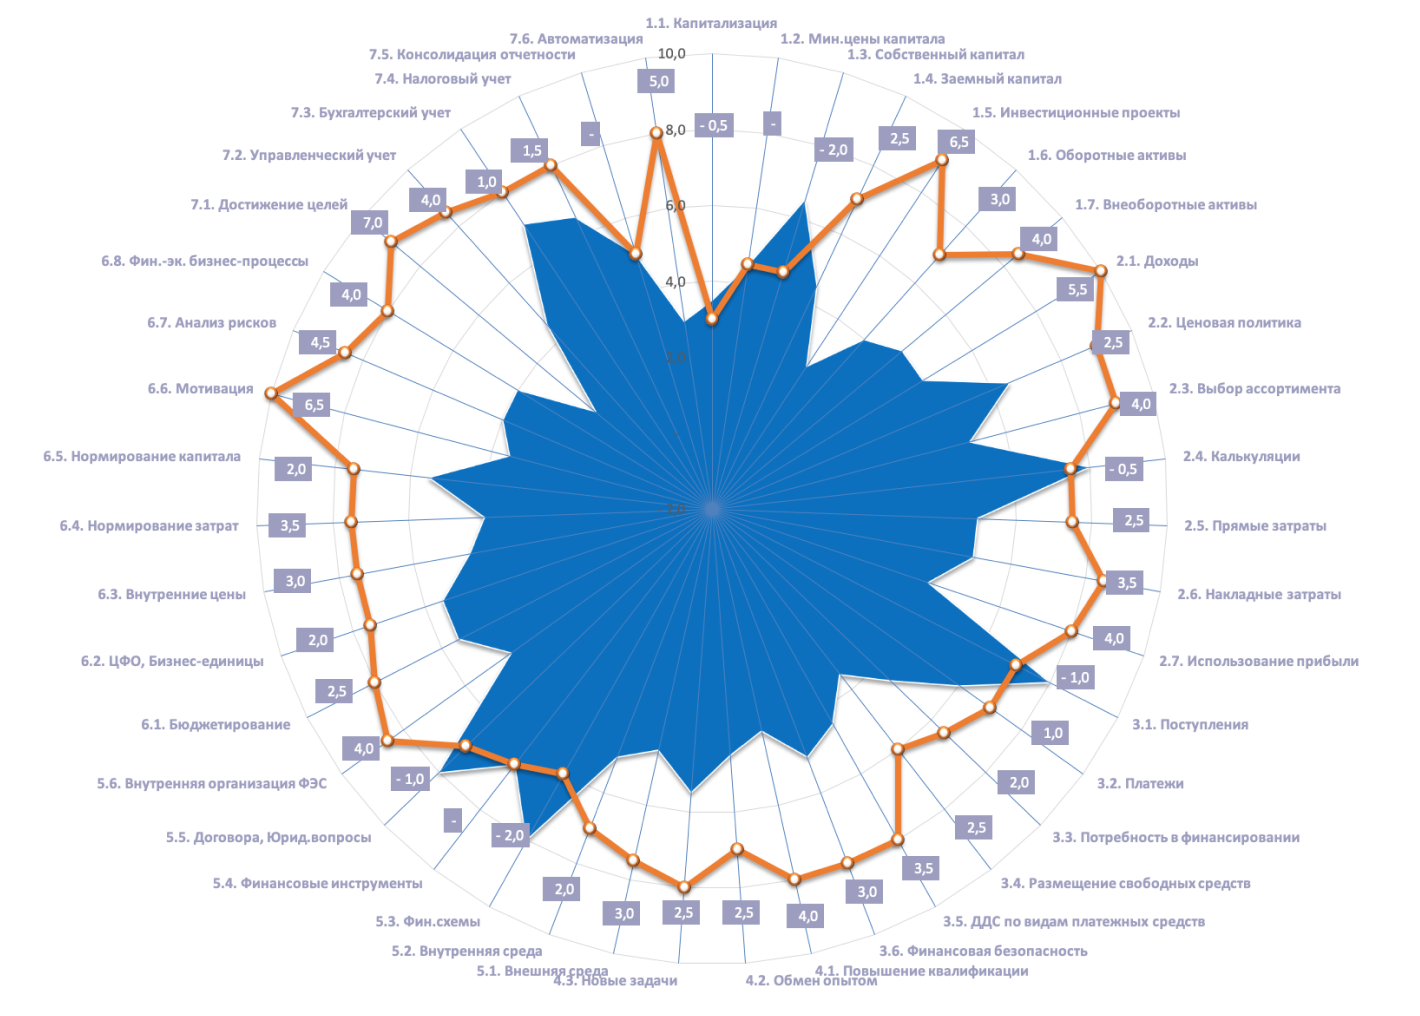 1.1. Капитализация
1.2. Мин.цены капитала
1.3. Собственный капитал
1.4. Заемный капитал
1.5. Инвестиционные проекты
1.6. Оборотные активы
1.7. Внеоборотные активы
2.1. Доходы
2.2. Ценовая политика
2.3. Выбор ассортимента
2.4. Калькуляции
2.5. Прямые затраты
2.6. Накладные затраты
2.7. Использование прибыли
3.1. Поступления
3.2. Платежи
3.3. Потребность в финансировании
3.4. Размещение свободных средств
3.5. ДДС по видам платежных средств
3.6. Финансовая безопасность
4.1. Повышение квалификации
4.2. Обмен опытом
4.3. Новые задачи
5.1. Внешняя среда
5.2. Внутренняя среда
5.3. Фин.схемы
5.4. Финансовые инструменты
5.5. Договора, Юрид.вопросы
5.6. Внутренняя организация ФЭС
6.1. Бюджетирование
6.2. ЦФО, Бизнес-единицы
6.3. Внутренние цены
6.4. Нормирование затрат
6.5. Нормирование капитала
6.6. Мотивация
6.7. Анализ рисков
6.8. Фин.-эк. бизнес-процессы
7.1. Достижение целей
7.2. Управленческий учет
7.3. Бухгалтерский учет
7.4. Налоговый учет
7.5. Консолидация отчетности
7.6. Автоматизация
10,0
8,0
6,0
4,0
- 0,5
-
- 2,0
2,5
6,5
3,0
4,0
5,5
2,5
4,0
- 0,5
2,5
3,5
4,0
- 1,0
1,0
2,0
2,5
3,5
3,0
4,0
2,5
2,5
3,0
2,0
- 2,0
-
- 1,0
4,0
2,5
2,0
3,0
3,5
2,0
6,5
4,5
4,0
7,0
4,0
1,0
1,5
-
5,0